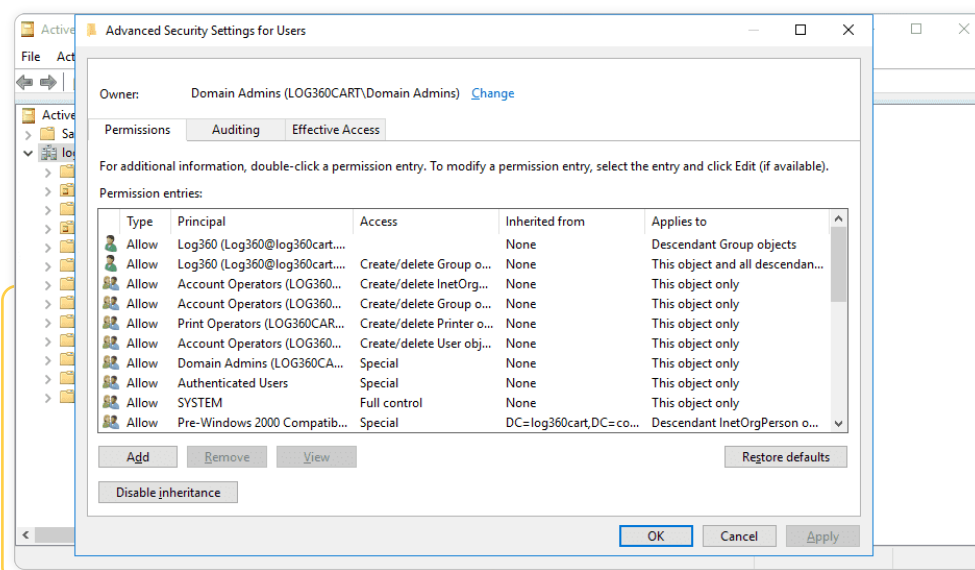 Active
Advanced Security Settings for Users
File Act
Owner: Domain Admins (LOG360CART\Domain Admins) Change
Active
Sa
log
Permissions Auditing Effective Access
For additional information, double-click a permission entry. To modify a permission entry, select the entry and click Edit (if available).
Permission entries:
Type Principal Access Inherited from Applies to
Allow Log360 (Log360@log360cart.... None Descendant Group objects
Allow Log360 (Log360@log360cart.... Create/delete Group o... None This object and all descendan...
Allow Account Operators (LOG360... Create/delete InetOrg... None This object only
Allow Account Operators (LOG360... Create/delete Group o... None This object only
Allow Print Operators (LOG360CAR... Create/delete Printer o... None This object only
Allow Account Operators (LOG360... Create/delete User obj... None This object only
Allow Domain Admins (LOG360CA... Special None This object only
Allow Authenticated Users Special None This object only
Allow SYSTEM Full control None This object only
Allow Pre-Windows 2000 Compatib... Special DC=log360cart,DC=co... Descendant InetOrgPerson o...
Add Remove View Restore defaults
Disable inheritance
OK Cancel Apply